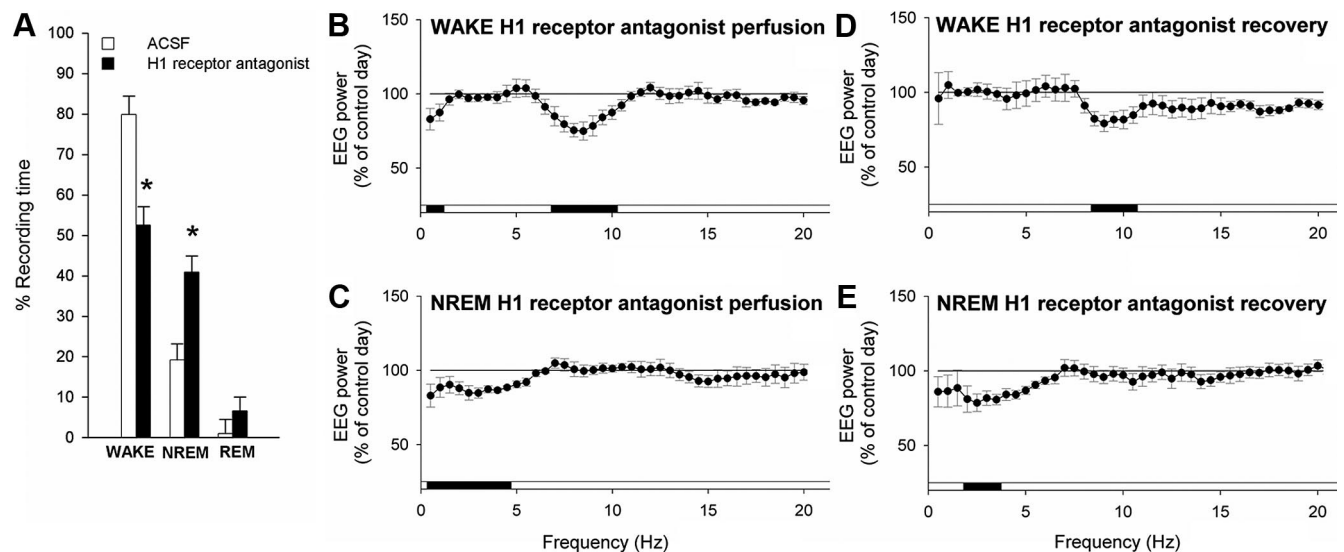 A
ACSF
H1 receptor antagonist
% Recording time
100
90
80
70
60
50
40
30
20
10
0
*
*
WAKE NREM REM
B
WAKE H1 receptor antagonist perfusion
EEG power
(% of control day)
150
100
50
0 5 10 15 20
C
NREM H1 receptor antagonist perfusion
EEG power
(% of control day)
150
100
50
0 5 10 15 20
Frequency (Hz)
D
WAKE H1 receptor antagonist recovery
EEG power
(% of control day)
150
100
50
0 5 10 15 20
E
NREM H1 receptor antagonist recovery
EEG power
(% of control day)
150
100
50
0 5 10 15 20
Frequency (Hz)